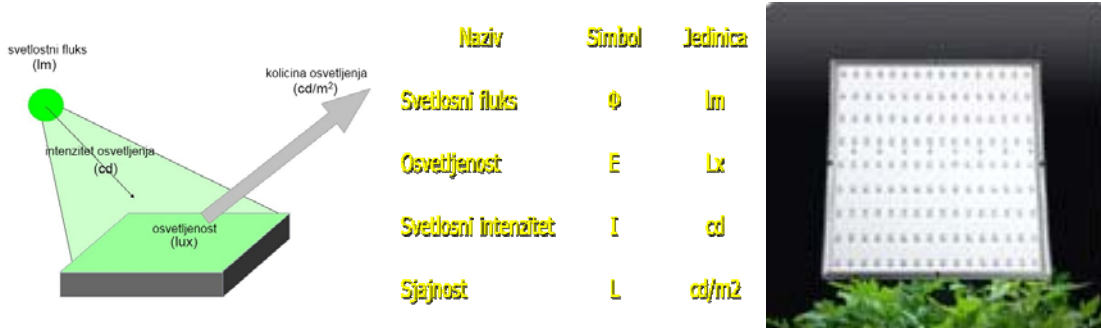 svetlostni fluks
(lm)
kolicina osvetljenja
(cd/m²)
intenzitet osvetljenja
(cd)
osvetljenost
(lux)
Naziv Simbol Jedinica
Svetlosni fluks Φ lm
Osvetljenost E Lx
Svetlosni intenzitet I cd
Sjajnost L cd/m2